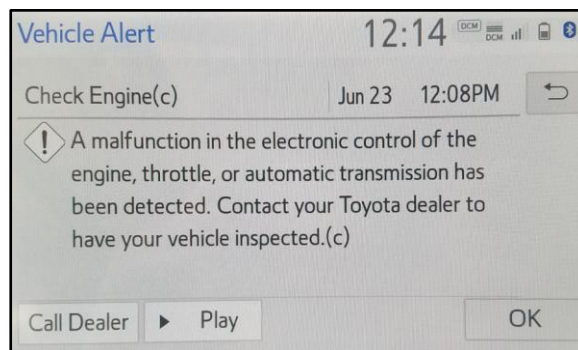 Vehicle Alert 12:14 DCM DCM
Check Engine(c) Jun 23 12:08PM
! A malfunction in the electronic control of the
engine, throttle, or automatic transmission has
been detected. Contact your Toyota dealer to
have your vehicle inspected.(c)
Call Dealer Play OK